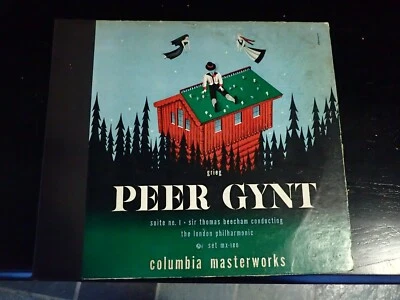 grieg
PEER GYNT
suite no. 1 • sir thomas beecham conducting
the london philharmonic
set mx-180
columbia masterworks